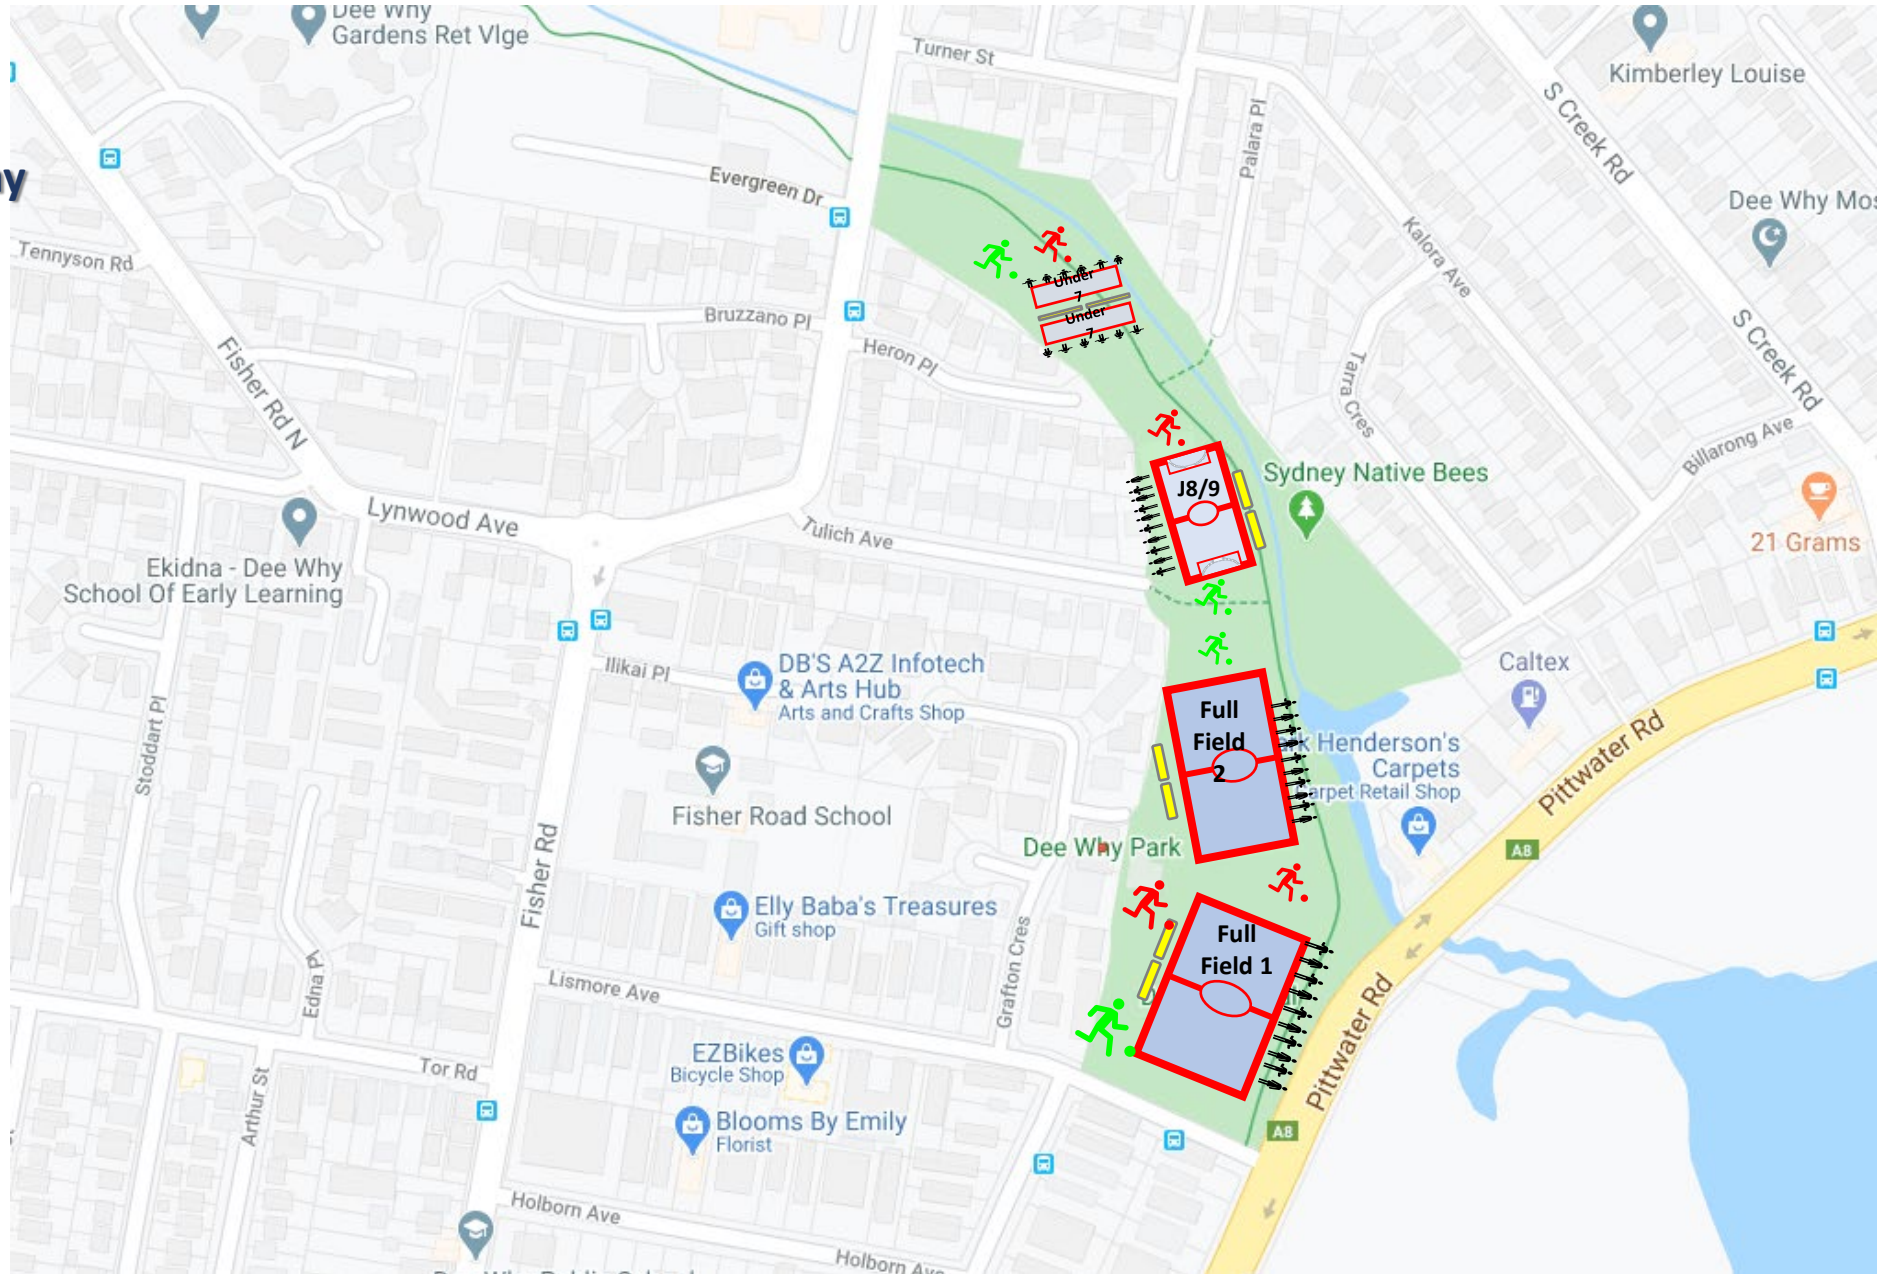 Dee Why
Gardens Ret Vlge
Turner St
Kimberley Louise
S Creek Rd
Palara Pl
Evergreen Dr
Dee Why
Tennyson Rd
Kalora Ave
Under
7
Under
7
Bruzzano Pl
Heron Pl
S Creek Rd
Fisher Rd N
Tarra Cres
Billarong Ave
J8/9
Sydney Native Bees
Lynwood Ave
Tulich Ave
21 Grams
Ekidna - Dee Why
School Of Early Learning
Ilikai Pl
DB'S A2Z Infotech
& Arts Hub
Arts and Crafts Shop
Caltex
Stoddart Pl
Full
Field
2
Henderson's
Carpets
Carpet Retail Shop
Pittwater Rd
Fisher Road School
Dee Why Park
A8
Fisher Rd
Elly Baba's Treasures
Gift shop
Grafton Cres
Full
Field 1
Edna Pl
Lismore Ave
Pittwater Rd
EZBikes
Bicycle Shop
Tor Rd
Arthur St
Blooms By Emily
Florist
A8
Holborn Ave
Holborn Ave